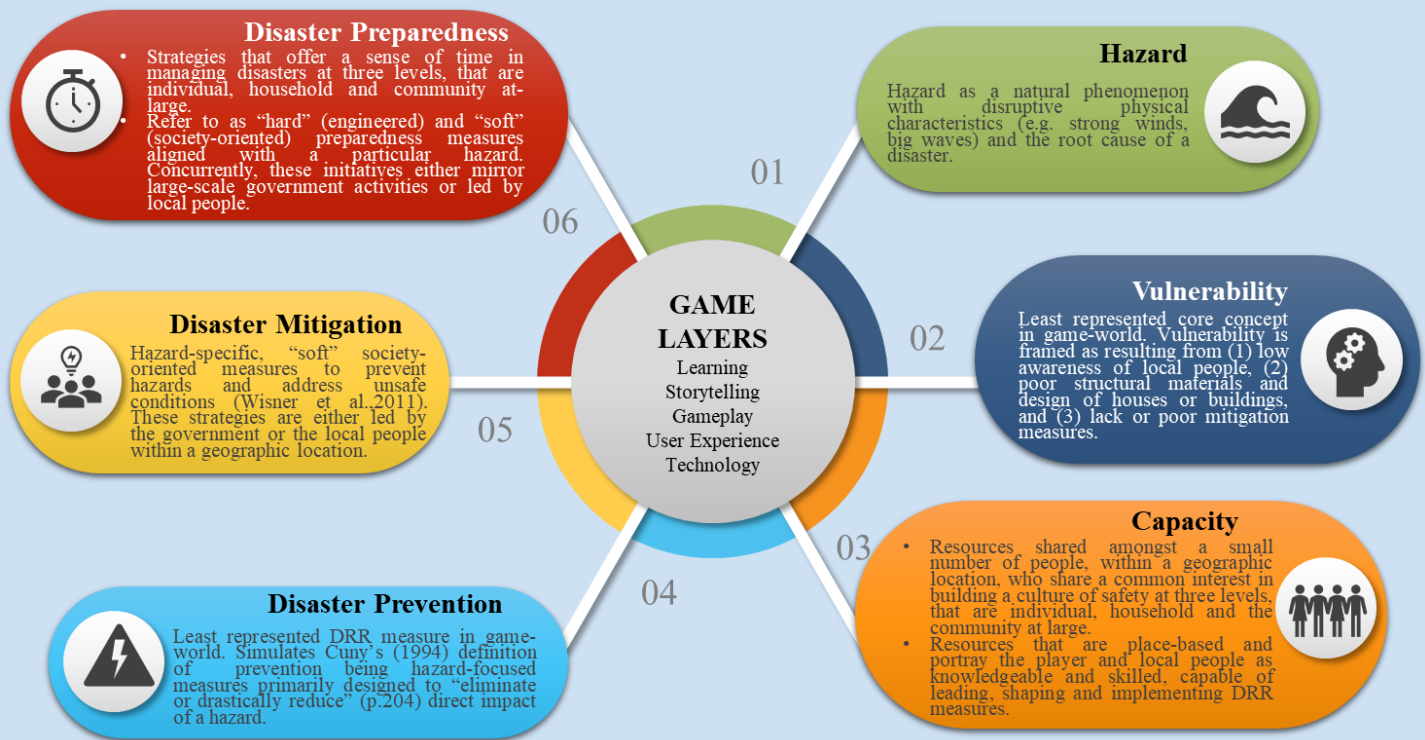 GAME
LAYERS
Learning
Storytelling
Gameplay
User Experience
Technology
01
Hazard
Hazard as a natural phenomenon
with disruptive physical
characteristics (e.g. strong winds,
big waves) and the root cause of a
disaster.
02
Vulnerability
Least represented core concept
in game-world. Vulnerability is
framed as resulting from (1) low
awareness of local people, (2)
poor structural materials and
design of houses or buildings,
and (3) lack or poor mitigation
measures.
03
Capacity
• Resources shared amongst a small
number of people, within a geographic
location, who share a common interest in
building a culture of safety at three levels,
that are individual, household and the
community at large.
• Resources that are place-based and
portray the player and local people as
knowledgeable and skilled, capable of
leading, shaping and implementing DRR
measures.
04
Disaster Prevention
Least represented DRR measure in game-
world. Simulates Cuny's (1994) definition
of prevention being hazard-focused
measures primarily designed to “eliminate
or drastically reduce” (p.204) direct impact
of a hazard.
05
Disaster Mitigation
Hazard-specific, “soft” society-
oriented measures to prevent
hazards and address unsafe
conditions (Wisner et al.,2011).
These strategies are either led by
the government or the local people
within a geographic location.
06
Disaster Preparedness
• Strategies that offer a sense of time in
managing disasters at three levels, that are
individual, household and community at-
large.
• Refer to as “hard” (engineered) and “soft”
(society-oriented) preparedness measures
aligned with a particular hazard.
Concurrently, these initiatives either mirror
large-scale government activities or led by
local people.